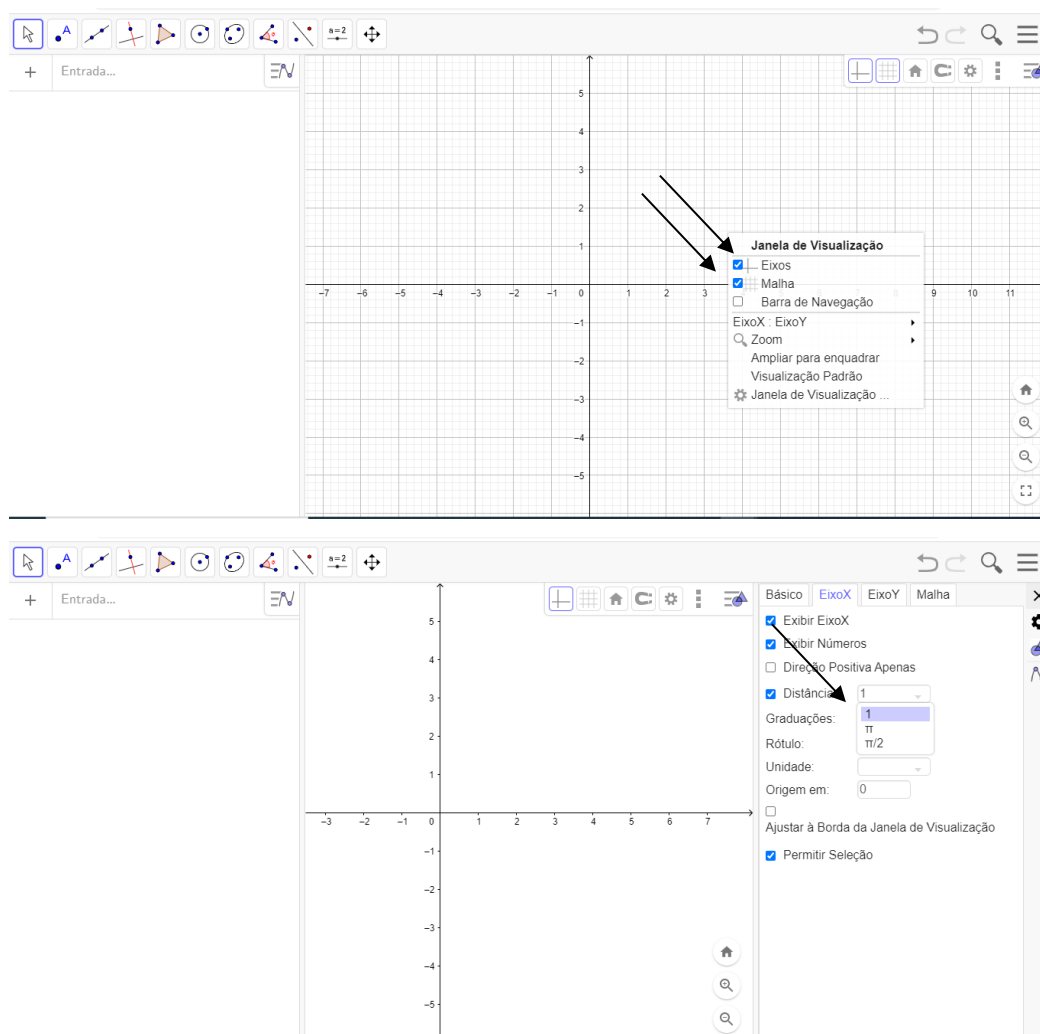 A
a=2
Entrada...
5
4
3
2
1
Janela de Visualização
Eixos
Malha
Barra de Navegação
EixoX : EixoY
Zoom
Ampliar para enquadrar
Visualização Padrão
Janela de Visualização ...
–7 –6 –5 –4 –3 –2 –1 0 1 2 3 9 10 11
–1
–2
–3
–4
–5
A
a=2
Entrada...
Básico EixoX EixoY Malha
Exibir EixoX
Exibir Números
Direção Positiva Apenas
Distância 1
1
π
π/2
Graduações:
Rótulo:
Unidade:
Origem em: 0
Ajustar à Borda da Janela de Visualização
Permitir Seleção
5
4
3
2
1
–3 –2 –1 0 1 2 3 4 5 6 7
–1
–2
–3
–4
–5